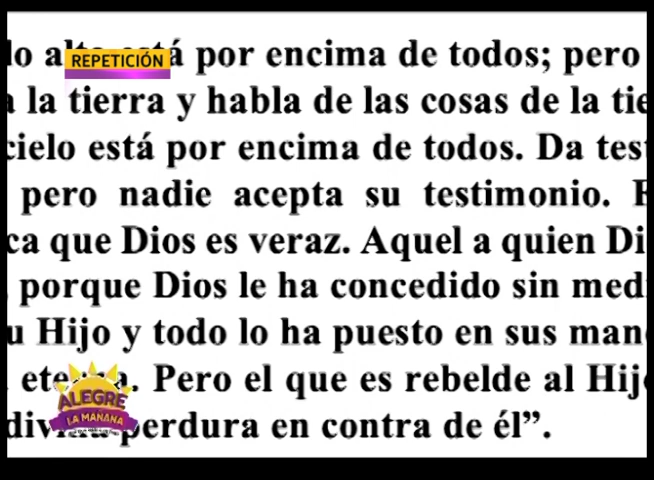 lo alto está por encima de todos; pero
REPETICIÓN
a la tierra y habla de las cosas de la tie
cielo está por encima de todos. Da tes
pero nadie acepta su testimonio. E
ca que Dios es veraz. Aquel a quien Di
porque Dios le ha concedido sin med
u Hijo y todo lo ha puesto en sus man
eterna. Pero el que es rebelde al Hij
divina perdura en contra de él”.
ALEGRE
LA MAÑANA